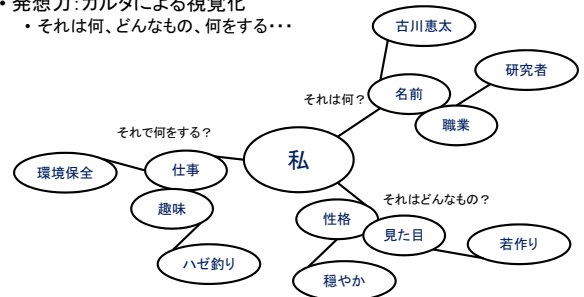 • 発想力:カルタによる視覚化
• それは何、どんなもの、何をする・・・
古川恵太
研究者
それは何？
名前
職業
それで何をする？
私
環境保全
仕事
それはどんなもの？
趣味
性格
見た目
若作り
ハゼ釣り
穏やか